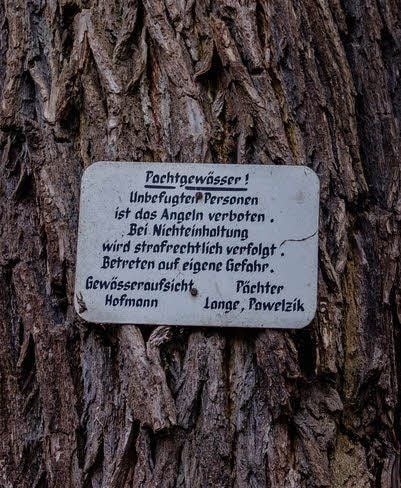 Pachtgewässer !
Unbefugten Personen
ist das Angeln verboten .
Bei Nichteinhaltung
wird strafrechtlich verfolgt .
Betreten auf eigene Gefahr.
Gewässeraufsicht Pächter
Hofmann Lange, Pawelzik